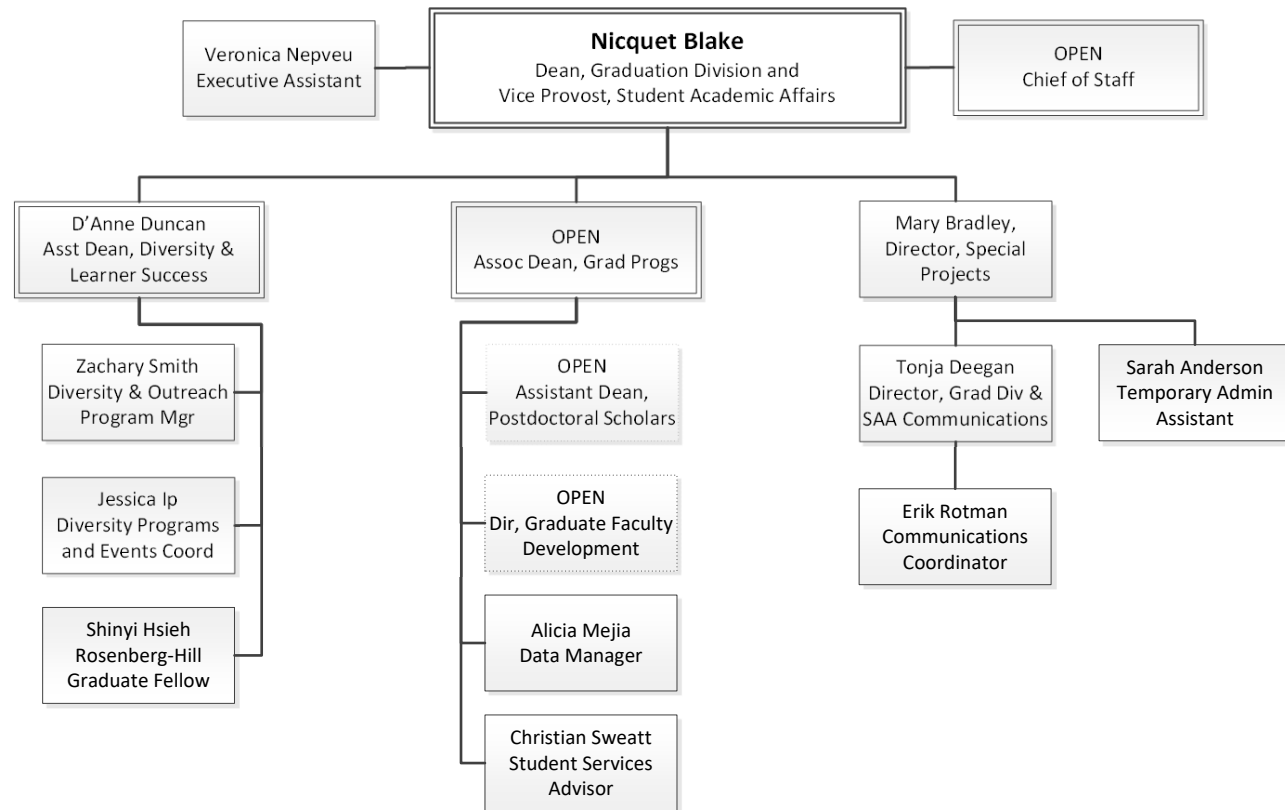 Veronica Nepveu
Executive Assistant
Nicquet Blake
Dean, Graduation Division and
Vice Provost, Student Academic Affairs
OPEN
Chief of Staff
D’Anne Duncan
Asst Dean, Diversity &
Learner Success
OPEN
Assoc Dean, Grad Progs
Mary Bradley,
Director, Special
Projects
Zachary Smith
Diversity & Outreach
Program Mgr
OPEN
Assistant Dean,
Postdoctoral Scholars
Tonja Deegan
Director, Grad Div &
SAA Communications
Sarah Anderson
Temporary Admin
Assistant
Jessica Ip
Diversity Programs
and Events Coord
OPEN
Dir, Graduate Faculty
Development
Erik Rotman
Communications
Coordinator
Shinyi Hsieh
Rosenberg-Hill
Graduate Fellow
Alicia Mejia
Data Manager
Christian Sweatt
Student Services
Advisor